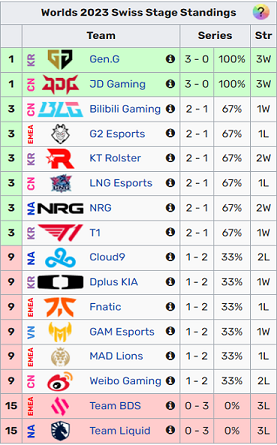 Worlds 2023 Swiss Stage Standings ?
Team Series Str
1 KR Gen.G i 3 - 0 100% 3W
1 CN JDG JD Gaming i 3 - 0 100% 3W
3 CN BLG Bilibili Gaming i 2 - 1 67% 1W
3 EMEA G2 Esports i 2 - 1 67% 1L
3 KR KT Rolster i 2 - 1 67% 2W
3 CN LNG Esports i 2 - 1 67% 1L
3 NA NRG NRG i 2 - 1 67% 2W
3 KR T1 i 2 - 1 67% 1W
9 NA Cloud9 i 1 - 2 33% 2L
9 KR Dplus KIA i 1 - 2 33% 1W
9 EMEA Fnatic i 1 - 2 33% 1L
9 VN GAM Esports i 1 - 2 33% 1W
9 EMEA MAD Lions i 1 - 2 33% 1L
9 CN Weibo Gaming i 1 - 2 33% 2L
15 EMEA Team BDS i 0 - 3 0% 3L
15 NA Team Liquid i 0 - 3 0% 3L